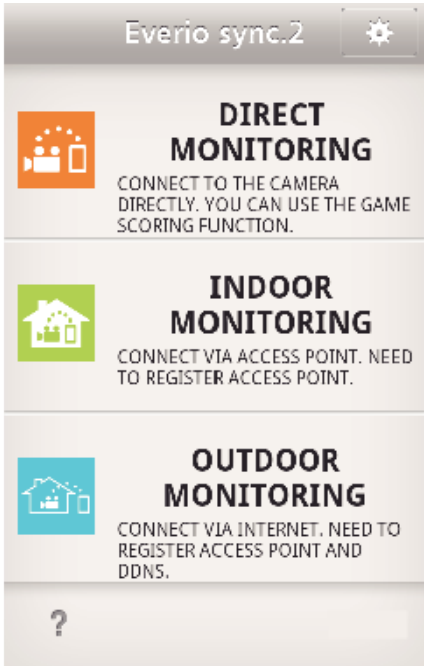 Everio sync.2
DIRECT
MONITORING
CONNECT TO THE CAMERA
DIRECTLY. YOU CAN USE THE GAME
SCORING FUNCTION.
INDOOR
MONITORING
CONNECT VIA ACCESS POINT. NEED
TO REGISTER ACCESS POINT.
OUTDOOR
MONITORING
CONNECT VIA INTERNET. NEED TO
REGISTER ACCESS POINT AND
DDNS.
?